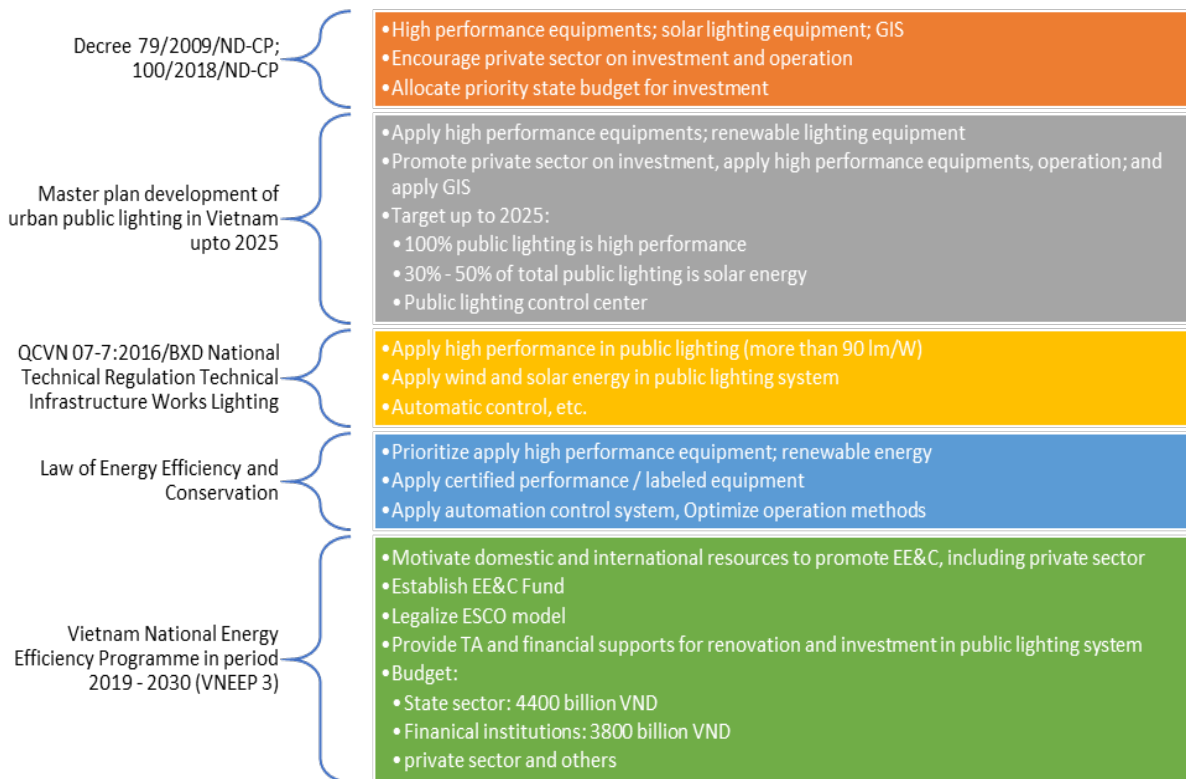 Decree 79/2009/ND-CP;
100/2018/ND-CP
•High performance equipments; solar lighting equipment; GIS
•Encourage private sector on investment and operation
•Allocate priority state budget for investment
Master plan development of
urban public lighting in Vietnam
upto 2025
•Apply high performance equipments; renewable lighting equipment
•Promote private sector on investment, apply high performance equipments, operation; and
apply GIS
•Target up to 2025:
•100% public lighting is high performance
•30% - 50% of total public lighting is solar energy
•Public lighting control center
QCVN 07-7:2016/BXD National
Technical Regulation Technical
Infrastructure Works Lighting
•Apply high performance in public lighting (more than 90 lm/W)
•Apply wind and solar energy in public lighting system
•Automatic control, etc.
Law of Energy Efficiency and
Conservation
•Prioritize apply high performance equipment; renewable energy
•Apply certified performance / labeled equipment
•Apply automation control system, Optimize operation methods
Vietnam National Energy
Efficiency Programme in period
2019 - 2030 (VNEEP 3)
•Motivate domestic and international resources to promote EE&C, including private sector
•Establish EE&C Fund
•Legalize ESCO model
•Provide TA and financial supports for renovation and investment in public lighting system
•Budget:
•State sector: 4400 billion VND
•Finanical institutions: 3800 billion VND
•private sector and others